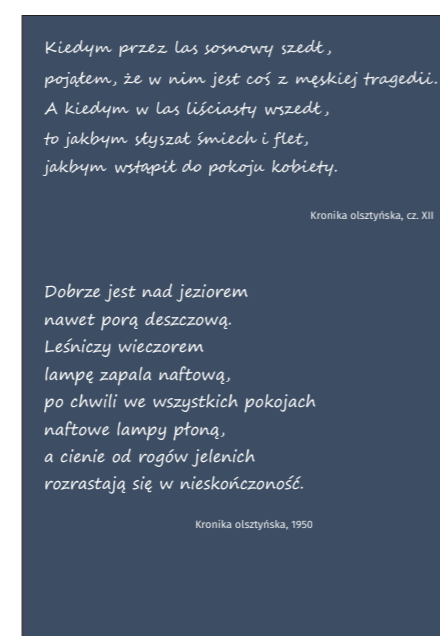 Kiedym przez las sosnowy szedł,
pojąłem, że w nim jest coś z męskiej tragedii.
A kiedym w las liściasty wszedł,
to jakbym słyszał śmiech i flet,
jakbym wstąpił do pokoju kobiety.
Kronika olsztyńska, cz. XII
Dobrze jest nad jeziorem
nawet porą deszczową.
Leśniczy wieczorem
lampę zapala naftową,
po chwili we wszystkich pokojach
naftowe lampy płoną,
a cienie od rogów jelenich
rozrastają się w nieskończoność.
Kronika olsztyńska, 1950